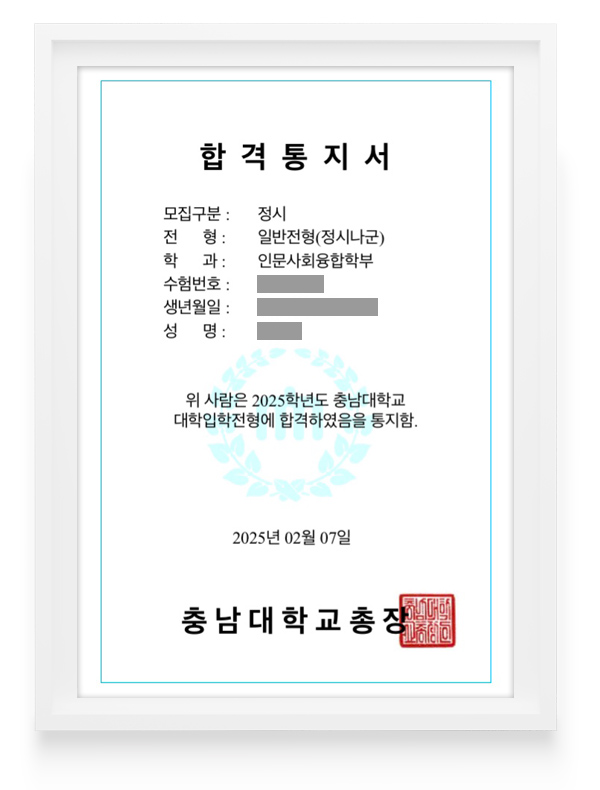 합격통지서
모집구분 : 정시
전 형 : 일반전형(정시나군)
학 과 : 인문사회융합학부
수험번호 :
생년월일 :
성 명 :
위 사람은 2025학년도 충남대학교
대학입학전형에 합격하였음을 통지함.
2025년 02월 07일
충남대학교총장